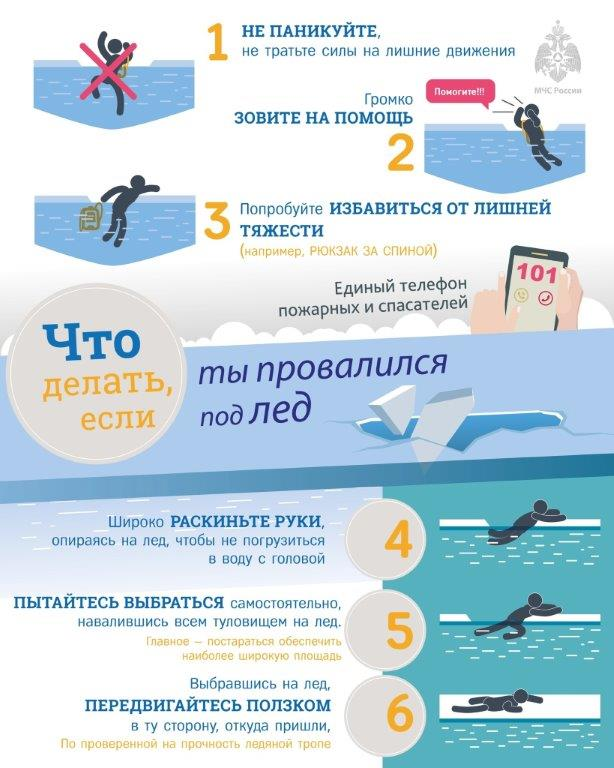 1 НЕ ПАНИКУЙТЕ,
не тратьте силы на лишние движения
МЧС России
Громко
ЗОВИТЕ НА ПОМОЩЬ
2
Помогите!!!
3 Попробуйте ИЗБАВИТЬСЯ ОТ ЛИШНЕЙ
ТЯЖЕСТИ
(например, РЮКЗАК ЗА СПИНОЙ)
Единый телефон
пожарных и спасателей
101
Что
делать,
если
ты провалился
под лед
Широко РАСКИНЬТЕ РУКИ,
опираясь на лед, чтобы не погрузиться
в воду с головой
4
ПЫТАЙТЕСЬ ВЫБРАТЬСЯ самостоятельно,
навалившись всем туловищем на лед.
Главное – постараться обеспечить
наиболее широкую площадь
5
Выбравшись на лед,
ПЕРЕДВИГАЙТЕСЬ ПОЛЗКОМ
в ту сторону, откуда пришли,
По проверенной на прочность ледяной тропе
6